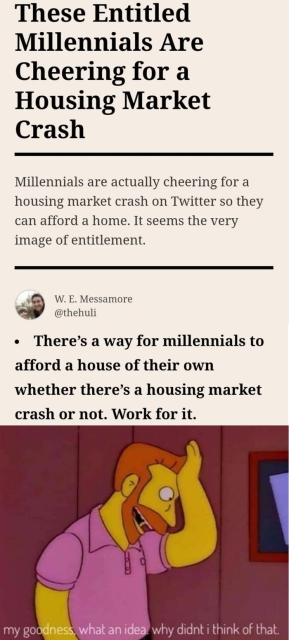 These Entitled
Millennials Are
Cheering for a
Housing Market
Crash
Millennials are actually cheering for a
housing market crash on Twitter so they
can afford a home. It seems the very
image of entitlement.
W. E. Messamore
@thehuli
• There’s a way for millennials to
afford a house of their own
whether there’s a housing market
crash or not. Work for it.
my goodness, what an idea. why didnt i think of that.